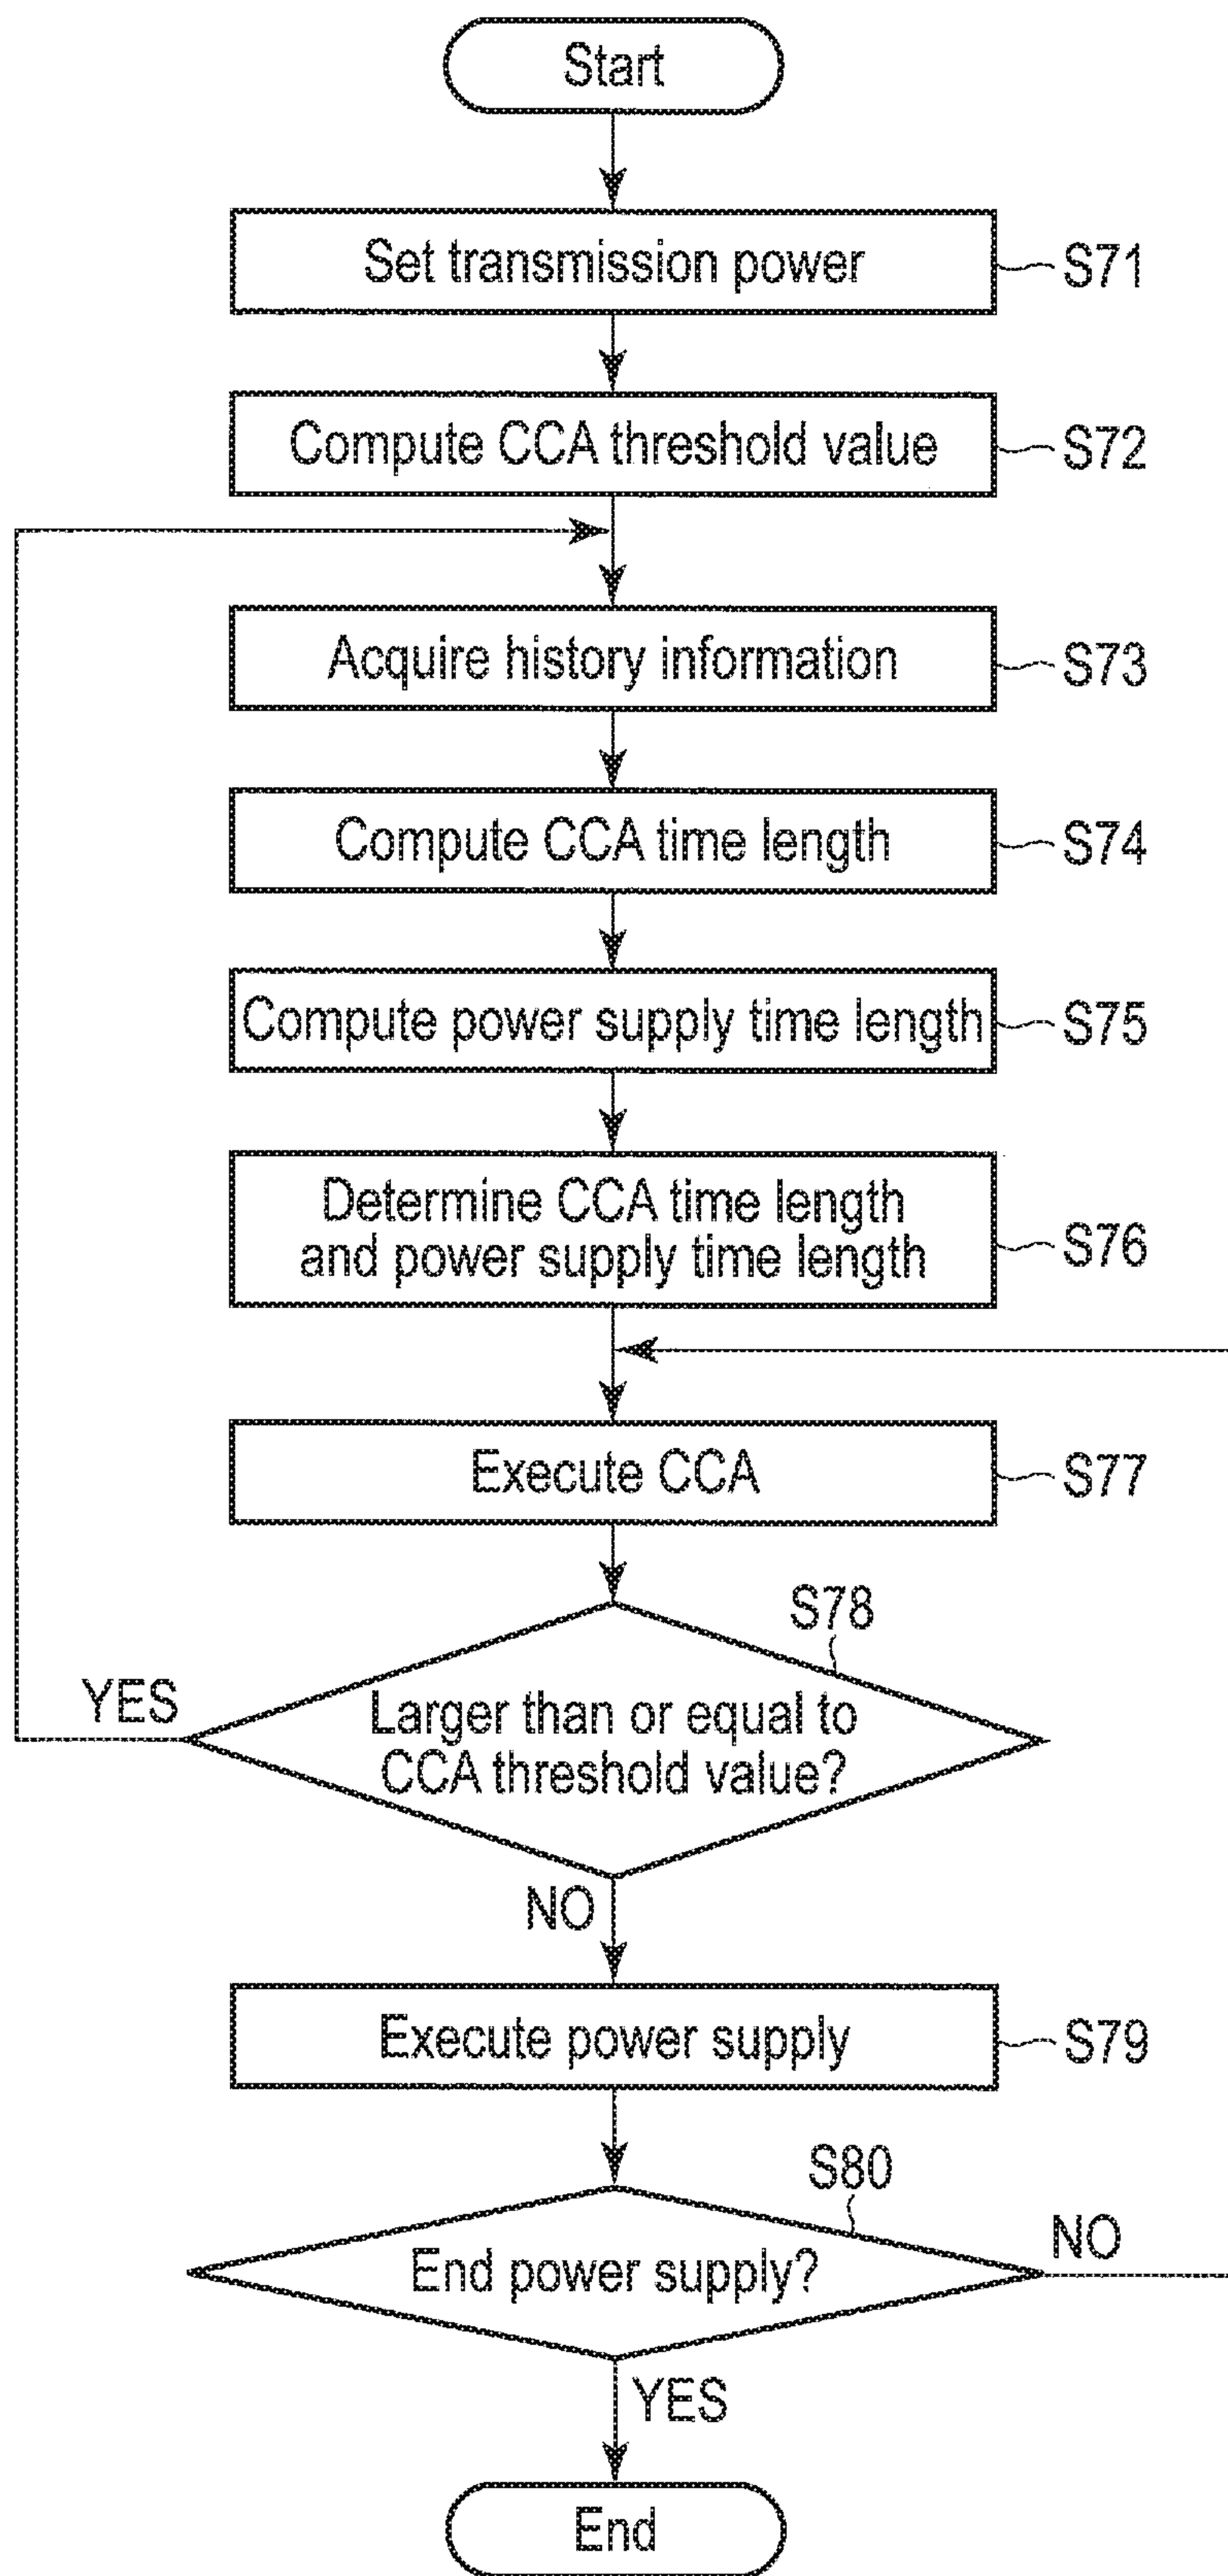 Start
Set transmission power
S71
Compute CCA threshold value
S72
Acquire history information
S73
Compute CCA time length
S74
Compute power supply time length
S75
Determine CCA time length
and power supply time length
S76
Execute CCA
S77
S78
YES
Larger than or equal to
CCA threshold value?
NO
Execute power supply
S79
S80
End power supply?
NO
YES
End